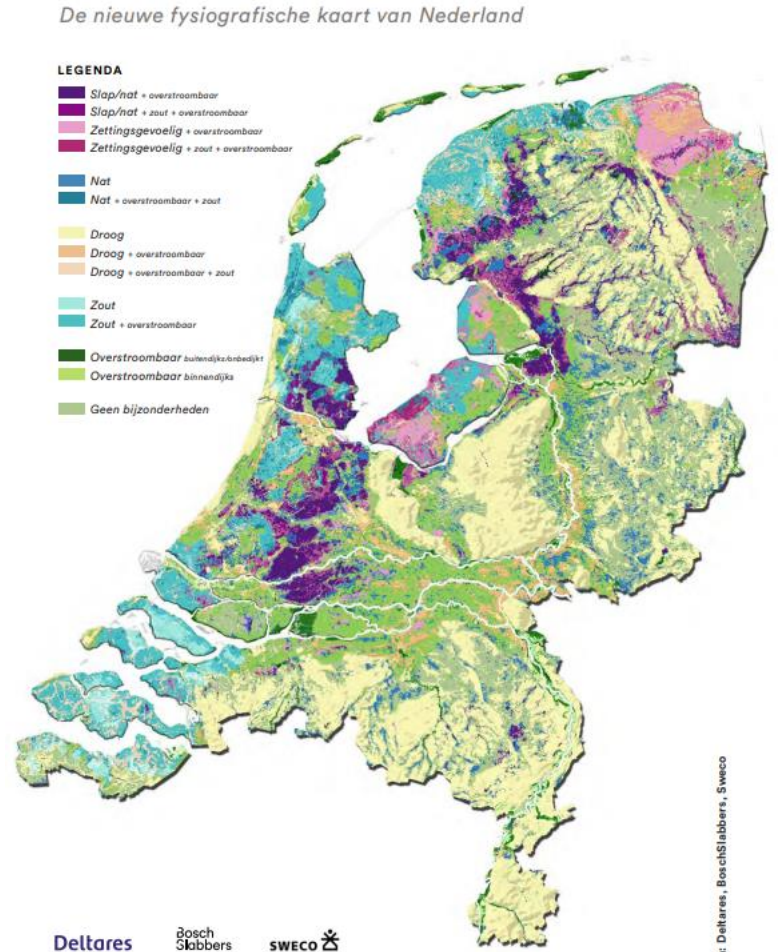 De nieuwe fysiografische kaart van Nederland
LEGENDA
Slap/nat + overstroombaar
Slap/nat + zout + overstroombaar
Zettingsgevoelig + overstroombaar
Zettingsgevoelig + zout + overstroombaar
Nat
Nat + overstroombaar + zout
Droog
Droog + overstroombaar
Droog + overstroombaar + zout
Zout
Zout + overstroombaar
Overstroombaar buitendijks/onbedijkt
Overstroombaar binnendijks
Geen bijzonderheden
Deltares
Bosch
Slabbers
SWECO
: Deltares, BoschSlabbers, Sweco